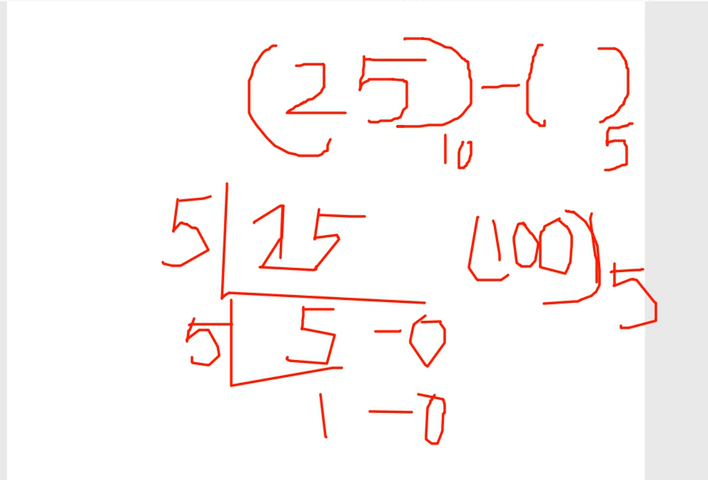 (25)₁₀-( )₅
5 | 25 (100)₅
5 | 5 - 0
1 - 0